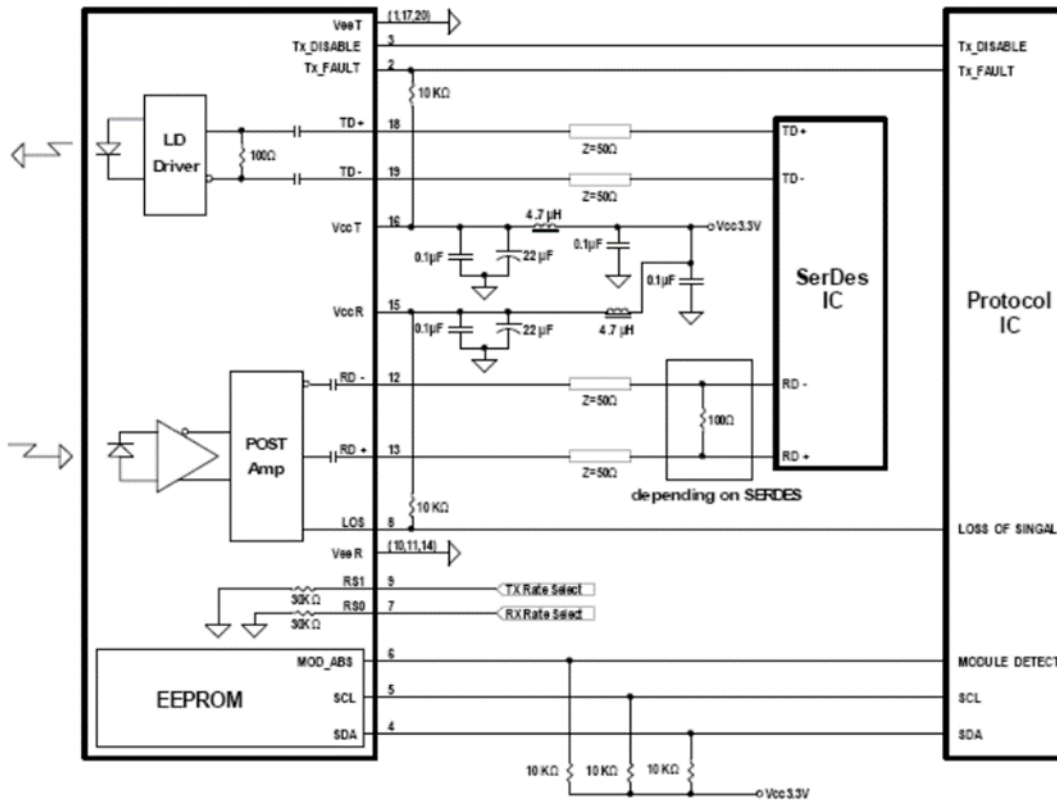 VeeT (1,17,20)
Tx_DISABLE 3 Tx_DISABLE
Tx_FAULT 2 Tx_FAULT
10 KΩ
LD
Driver
100Ω
TD+ 18 Z=50Ω TD+
TD- 19 Z=50Ω TD-
VccT 16 4.7 µH Vcc3.3V
0.1µF 22 µF 0.1µF 0.1µF
SerDes
IC
Protocol
IC
VccR 15
0.1µF 22 µF 4.7 µH
RD - 12 Z=50Ω RD -
100Ω
POST
Amp
RD + 13 Z=50Ω RD +
depending on SERDES
10 KΩ
LOS 8 LOSS OF SINGAL
VeeR (10,11,14)
RS1 9 TX Rate Select
30KΩ
RS0 7 RX Rate Select
30KΩ
MOD_ABS 6 MODULE DETECT
EEPROM
SCL 5 SCL
SDA 4 SDA
10 KΩ 10 KΩ 10 KΩ
Vcc3.3V